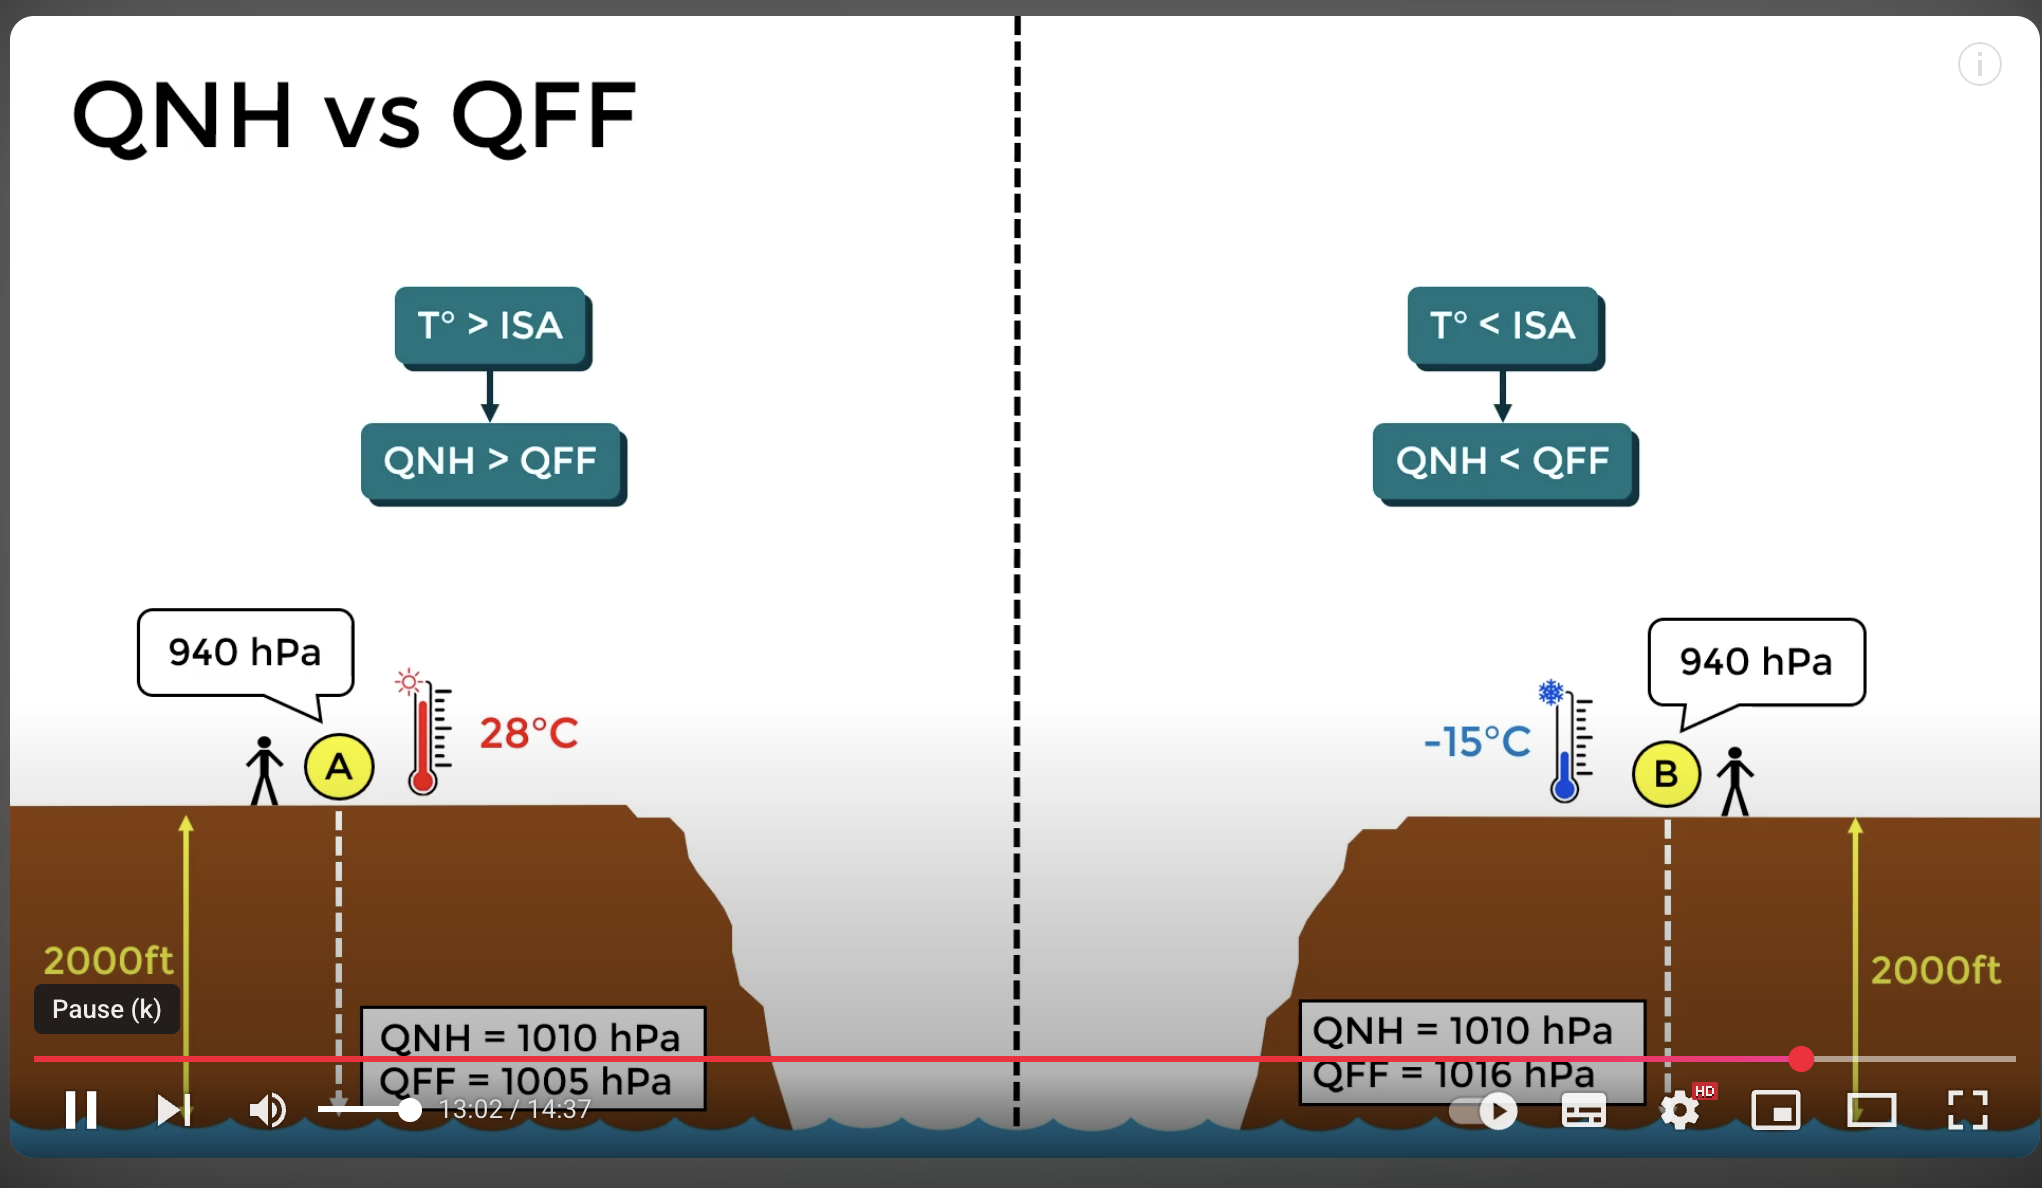 QNH vs QFF
T° > ISA
QNH > QFF
T° < ISA
QNH < QFF
940 hPa
A
28°C
2000ft
QNH = 1010 hPa
QFF = 1005 hPa
940 hPa
-15°C
B
2000ft
QNH = 1010 hPa
QFF = 1016 hPa
Pause (k)
13:02 / 14:37
HD